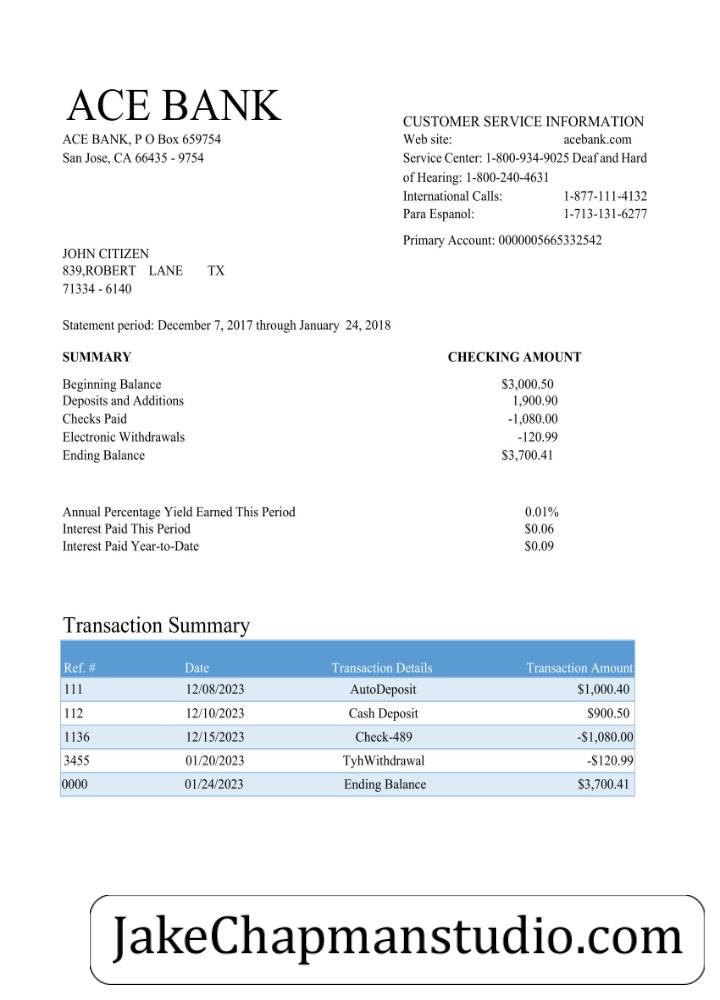 ACE BANK
ACE BANK, P O Box 659754
San Jose, CA 66435 - 9754
CUSTOMER SERVICE INFORMATION
Web site: acebank.com
Service Center: 1-800-934-9025 Deaf and Hard
of Hearing: 1-800-240-4631
International Calls: 1-877-111-4132
Para Espanol: 1-713-131-6277
Primary Account: 0000005665332542
JOHN CITIZEN
839,ROBERT LANE TX
71334 - 6140
Statement period: December 7, 2017 through January 24, 2018
SUMMARY CHECKING AMOUNT
Beginning Balance $3,000.50
Deposits and Additions 1,900.90
Checks Paid -1,080.00
Electronic Withdrawals -120.99
Ending Balance $3,700.41
Annual Percentage Yield Earned This Period 0.01%
Interest Paid This Period $0.06
Interest Paid Year-to-Date $0.09
Transaction Summary
Ref. # Date Transaction Details Transaction Amount
111 12/08/2023 AutoDeposit $1,000.40
112 12/10/2023 Cash Deposit $900.50
1136 12/15/2023 Check-489 -$1,080.00
3455 01/20/2023 TyhWithdrawal -$120.99
0000 01/24/2023 Ending Balance $3,700.41
JakeChapmanstudio.com